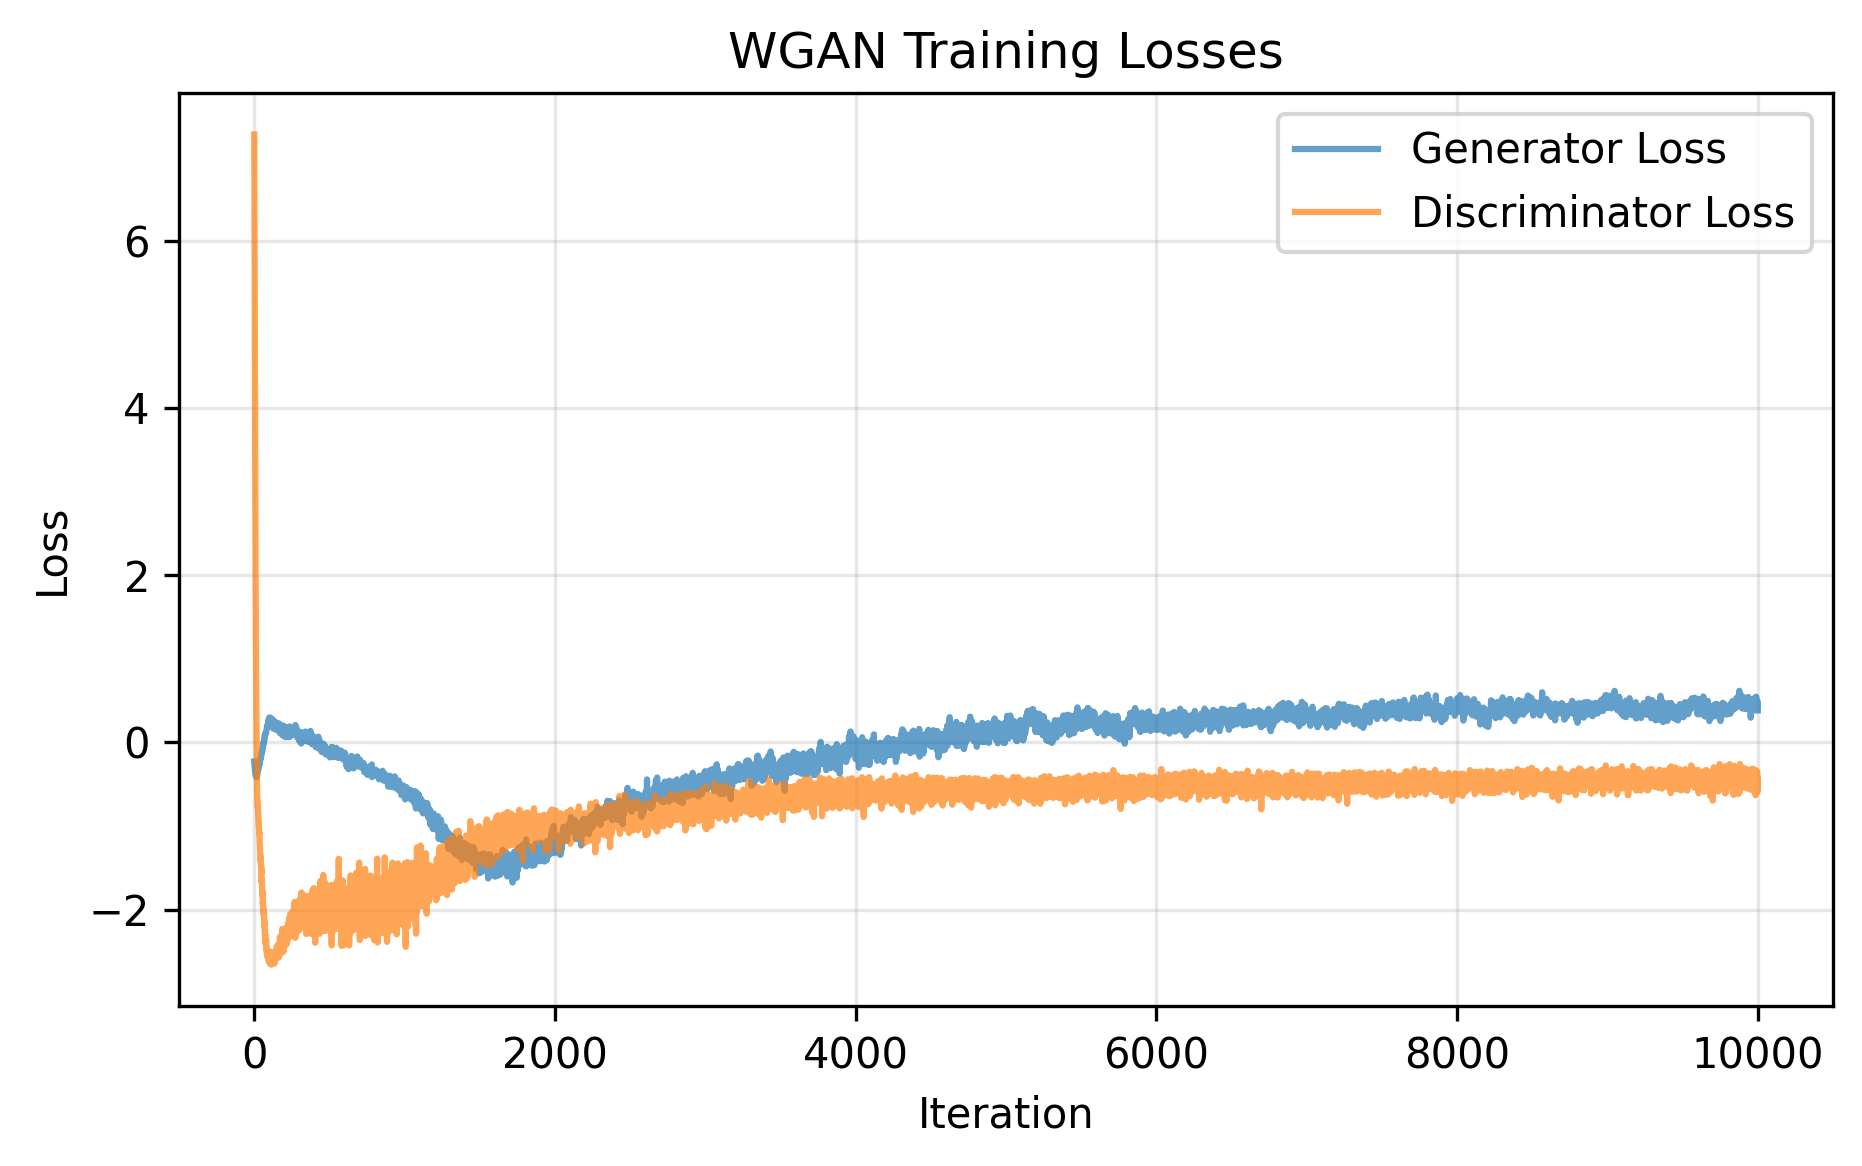 WGAN Training Losses
Generator Loss
Discriminator Loss
6
4
2
0
−2
Loss
0 2000 4000 6000 8000 10000
Iteration